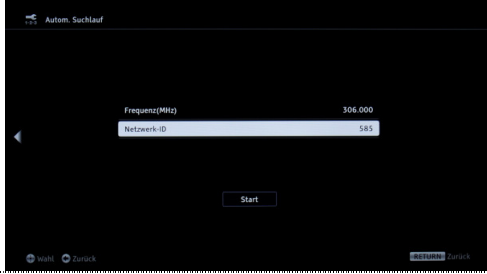 Autom. Suchlauf
Frequenz(MHz) 306.000
Netzwerk-ID 585
Start
Wahl Zurück
RETURN Zurück